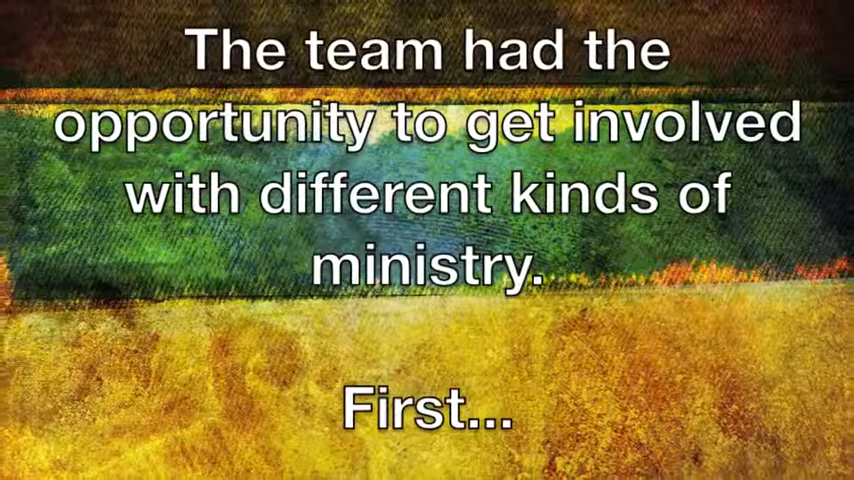 The team had the
opportunity to get involved
with different kinds of
ministry.
First...